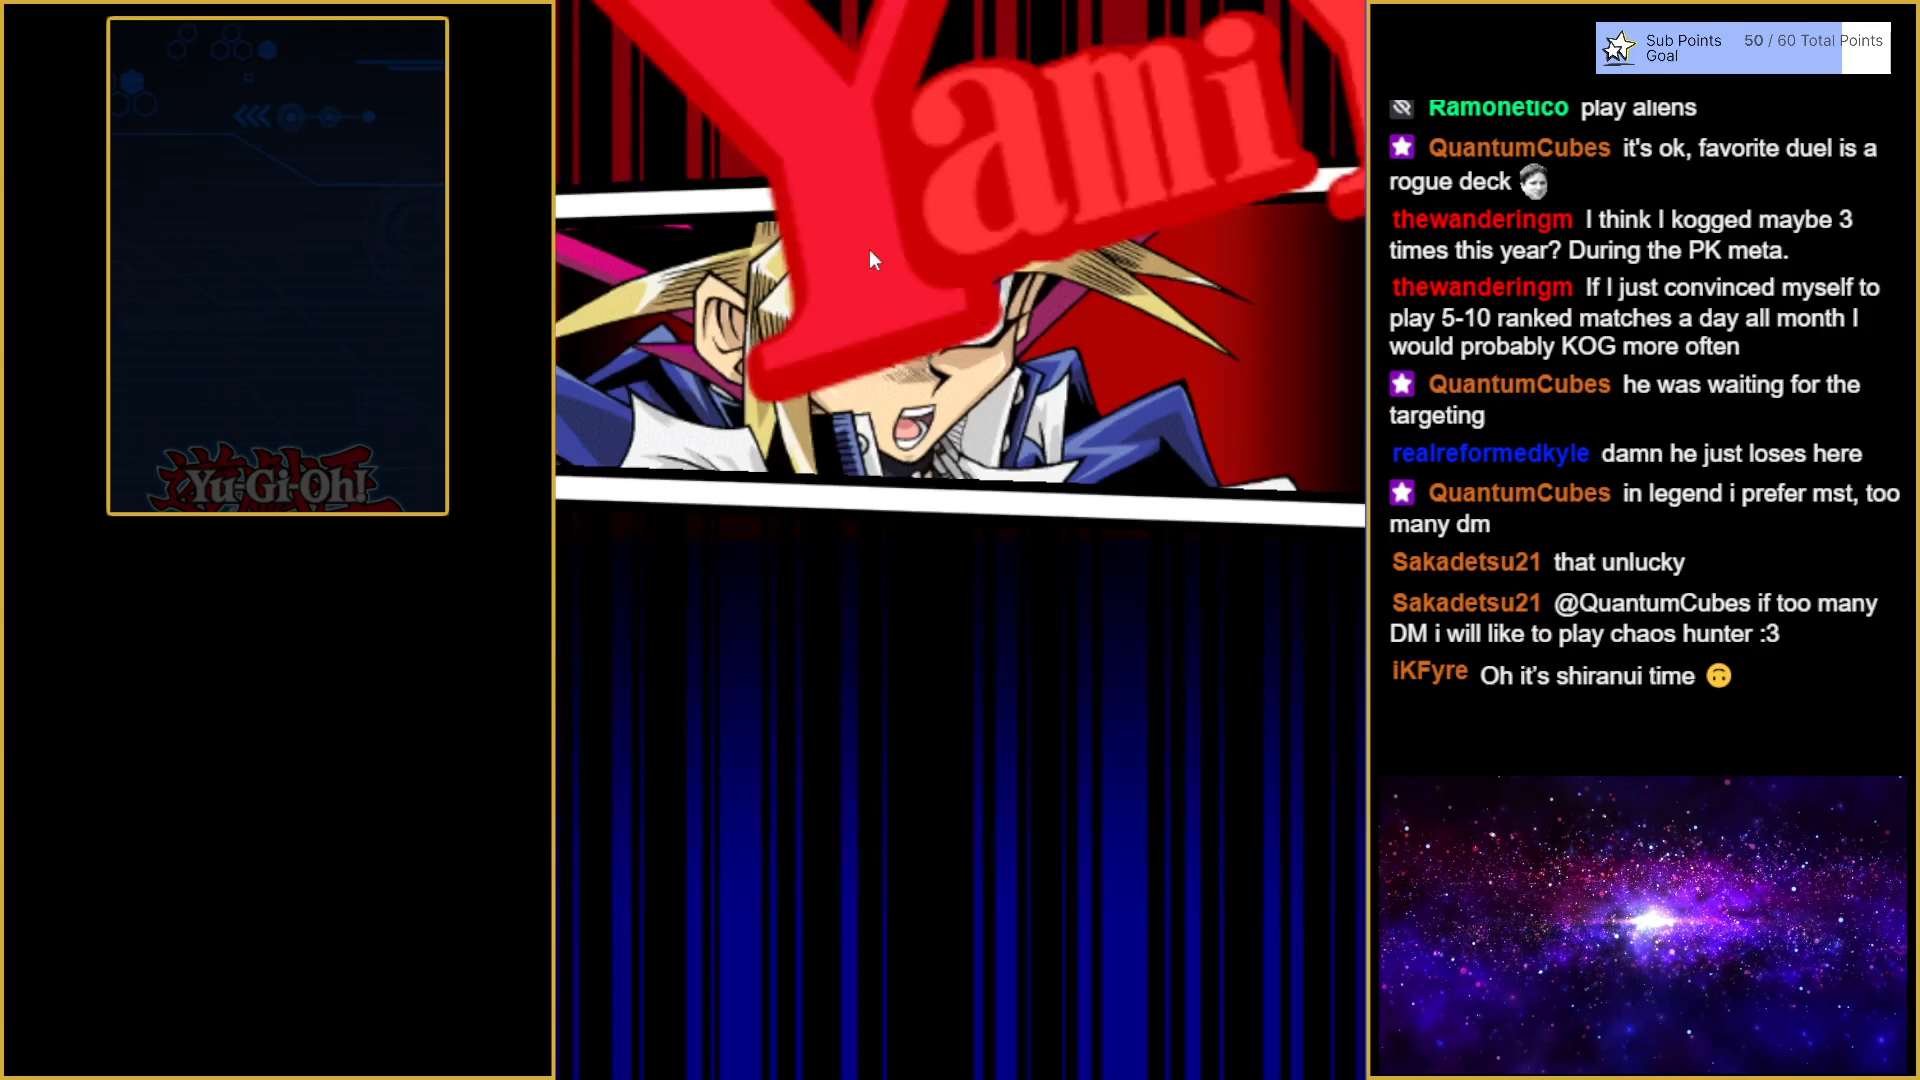 Yu-Gi-Oh!
Yami
Sub Points
Goal
50 / 60 Total Points
Ramonetico play aliens
QuantumCubes it's ok, favorite duel is a
rogue deck
thewanderingm I think I kogged maybe 3
times this year? During the PK meta.
thewanderingm If I just convinced myself to
play 5-10 ranked matches a day all month I
would probably KOG more often
QuantumCubes he was waiting for the
targeting
realreformedkyle damn he just loses here
QuantumCubes in legend i prefer mst, too
many dm
Sakadetsu21 that unlucky
Sakadetsu21 @QuantumCubes if too many
DM i will like to play chaos hunter :3
iKFyre Oh it's shiranui time 🙃